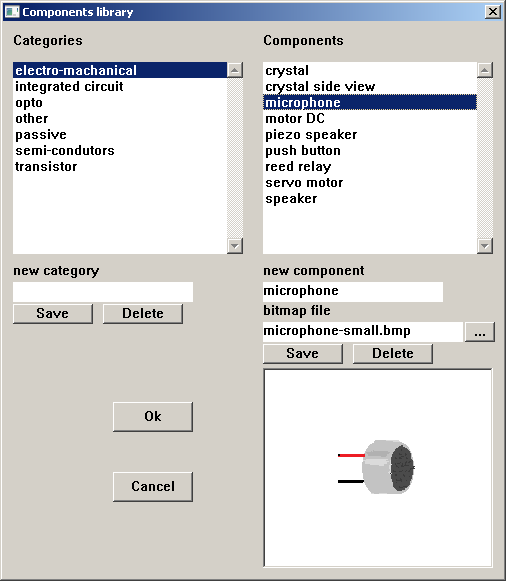 Components library
Categories
electro-machanical
integrated circuit
opto
other
passive
semi-condutors
transistor
new category
Save
Delete
Ok
Cancel
Components
crystal
crystal side view
microphone
motor DC
piezo speaker
push button
reed relay
servo motor
speaker
new component
microphone
bitmap file
microphone-small.bmp
...
Save
Delete